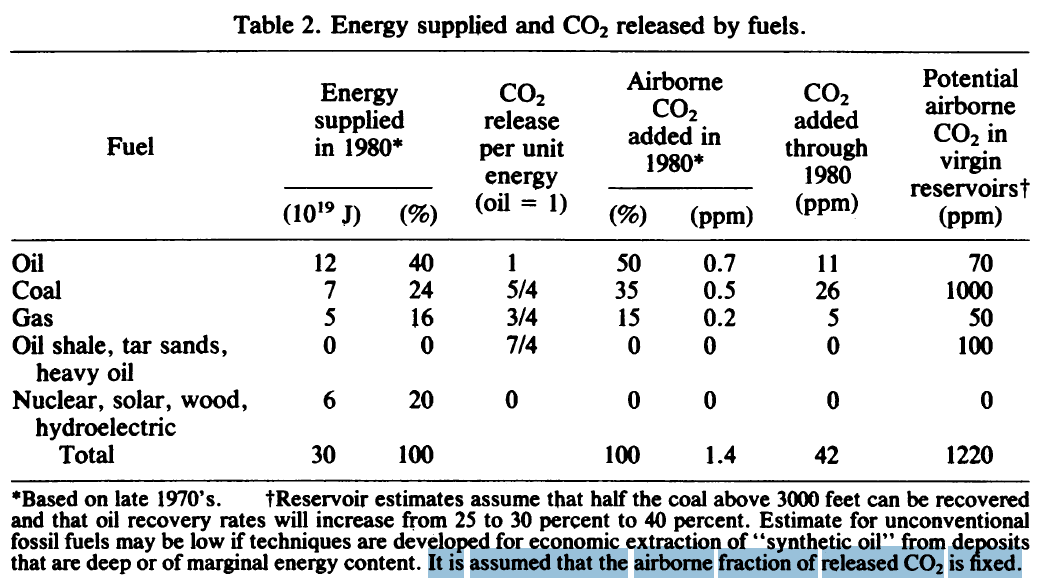 Table 2. Energy supplied and CO₂ released by fuels.
Fuel | Energy supplied in 1980* | CO₂ release per unit energy (oil = 1) | Airborne CO₂ added in 1980* | CO₂ added through 1980 (ppm) | Potential airborne CO₂ in virgin reservoirs† (ppm)
(10¹⁹ J) (%) (%) (ppm)
Oil 12 40 1 50 0.7 11 70
Coal 7 24 5/4 35 0.5 26 1000
Gas 5 16 3/4 15 0.2 5 50
Oil shale, tar sands, 0 0 7/4 0 0 0 100
heavy oil
Nuclear, solar, wood, 6 20 0 0 0 0 0
hydroelectric
Total 30 100 100 1.4 42 1220
*Based on late 1970's. †Reservoir estimates assume that half the coal above 3000 feet can be recovered
and that oil recovery rates will increase from 25 to 30 percent to 40 percent. Estimate for unconventional
fossil fuels may be low if techniques are developed for economic extraction of "synthetic oil" from deposits
that are deep or of marginal energy content. It is assumed that the airborne fraction of released CO₂ is fixed.